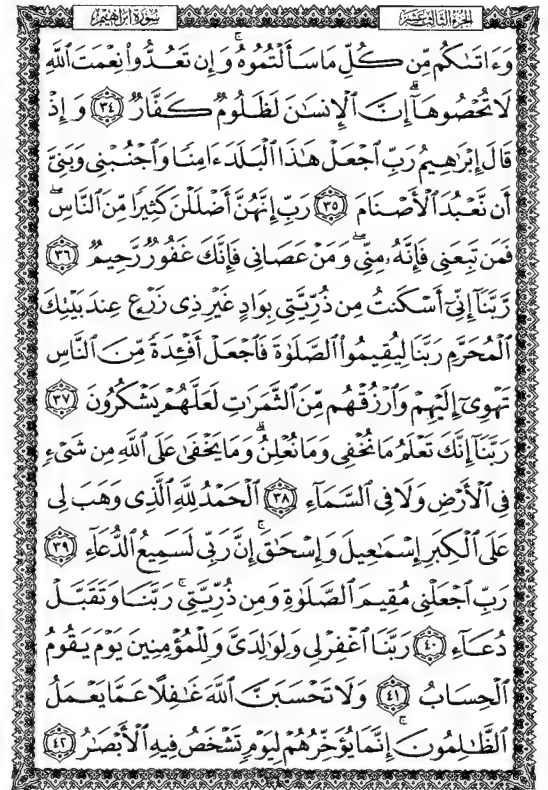 الجزء الثالث عشر
سورة إبراهيم
وَءَاتَىٰكُم مِّن كُلِّ مَا سَأَلْتُمُوهُ ۚ وَإِن تَعُدُّوا۟ نِعْمَتَ ٱللَّهِ
لَا تُحْصُوهَآ ۗ إِنَّ ٱلْإِنسَـٰنَ لَظَلُومٌ كَفَّارٌ ۝٣٤ وَإِذْ
قَالَ إِبْرَٰهِيمُ رَبِّ ٱجْعَلْ هَـٰذَا ٱلْبَلَدَ ءَامِنًا وَٱجْنُبْنِى وَبَنِىَّ
أَن نَّعْبُدَ ٱلْأَصْنَامَ ۝٣٥ رَبِّ إِنَّهُنَّ أَضْلَلْنَ كَثِيرًا مِّنَ ٱلنَّاسِ ۖ
فَمَن تَبِعَنِى فَإِنَّهُۥ مِنِّى ۖ وَمَنْ عَصَانِى فَإِنَّكَ غَفُورٌ رَّحِيمٌ ۝٣٦
رَّبَّنَآ إِنِّىٓ أَسْكَنتُ مِن ذُرِّيَّتِى بِوَادٍ غَيْرِ ذِى زَرْعٍ عِندَ بَيْتِكَ
ٱلْمُحَرَّمِ رَبَّنَا لِيُقِيمُوا۟ ٱلصَّلَوٰةَ فَٱجْعَلْ أَفْـِٔدَةً مِّنَ ٱلنَّاسِ
تَهْوِىٓ إِلَيْهِمْ وَٱرْزُقْهُم مِّنَ ٱلثَّمَرَٰتِ لَعَلَّهُمْ يَشْكُرُونَ ۝٣٧
رَبَّنَآ إِنَّكَ تَعْلَمُ مَا نُخْفِى وَمَا نُعْلِنُ ۗ وَمَا يَخْفَىٰ عَلَى ٱللَّهِ مِن شَىْءٍ
فِى ٱلْأَرْضِ وَلَا فِى ٱلسَّمَآءِ ۝٣٨ ٱلْحَمْدُ لِلَّهِ ٱلَّذِى وَهَبَ لِى
عَلَى ٱلْكِبَرِ إِسْمَـٰعِيلَ وَإِسْحَـٰقَ ۚ إِنَّ رَبِّى لَسَمِيعُ ٱلدُّعَآءِ ۝٣٩
رَبِّ ٱجْعَلْنِى مُقِيمَ ٱلصَّلَوٰةِ وَمِن ذُرِّيَّتِى ۚ رَبَّنَا وَتَقَبَّلْ
دُعَآءِ ۝٤٠ رَبَّنَا ٱغْفِرْ لِى وَلِوَٰلِدَىَّ وَلِلْمُؤْمِنِينَ يَوْمَ يَقُومُ
ٱلْحِسَابُ ۝٤١ وَلَا تَحْسَبَنَّ ٱللَّهَ غَـٰفِلًا عَمَّا يَعْمَلُ
ٱلظَّـٰلِمُونَ ۚ إِنَّمَا يُؤَخِّرُهُمْ لِيَوْمٍ تَشْخَصُ فِيهِ ٱلْأَبْصَـٰرُ ۝٤٢